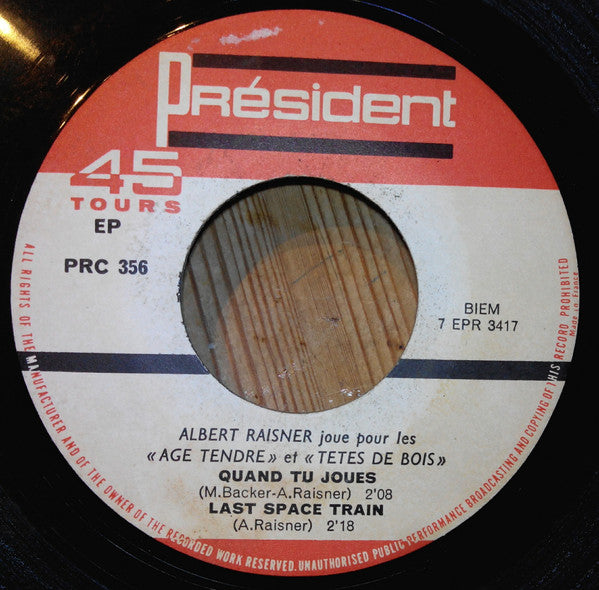 Président
45
TOURS
EP
PRC 356
BIEM
7 EPR 3417
ALBERT RAISNER joue pour les
« AGE TENDRE » et « TETES DE BOIS »
QUAND TU JOUES
(M.Backer-A.Raisner) 2'08
LAST SPACE TRAIN
(A.Raisner) 2'18
ALL RIGHTS OF THE MANUFACTURER AND OF THE OWNER OF THE RECORDED WORK RESERVED. UNAUTHORISED PUBLIC PERFORMANCE BROADCASTING AND COPYING OF THIS RECORD PROHIBITED
Made in France